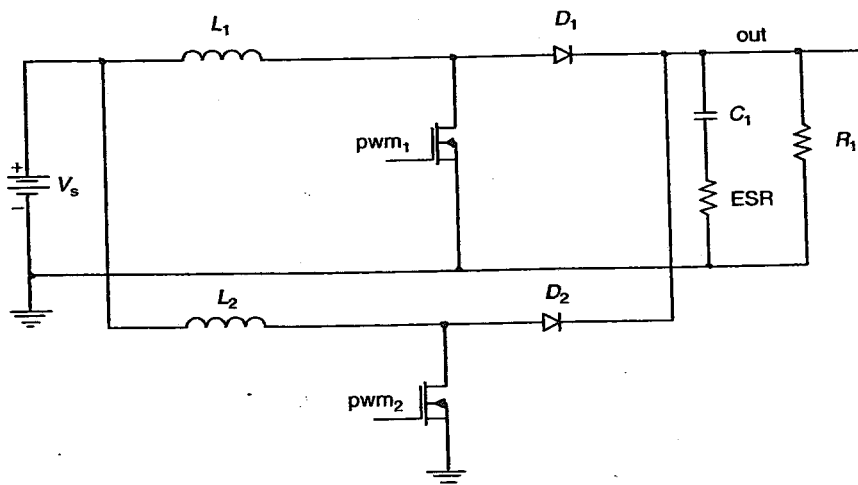 L₁
D₁
out
pwm₁
C₁
R₁
+
Vₛ
ESR
−
L₂
D₂
pwm₂